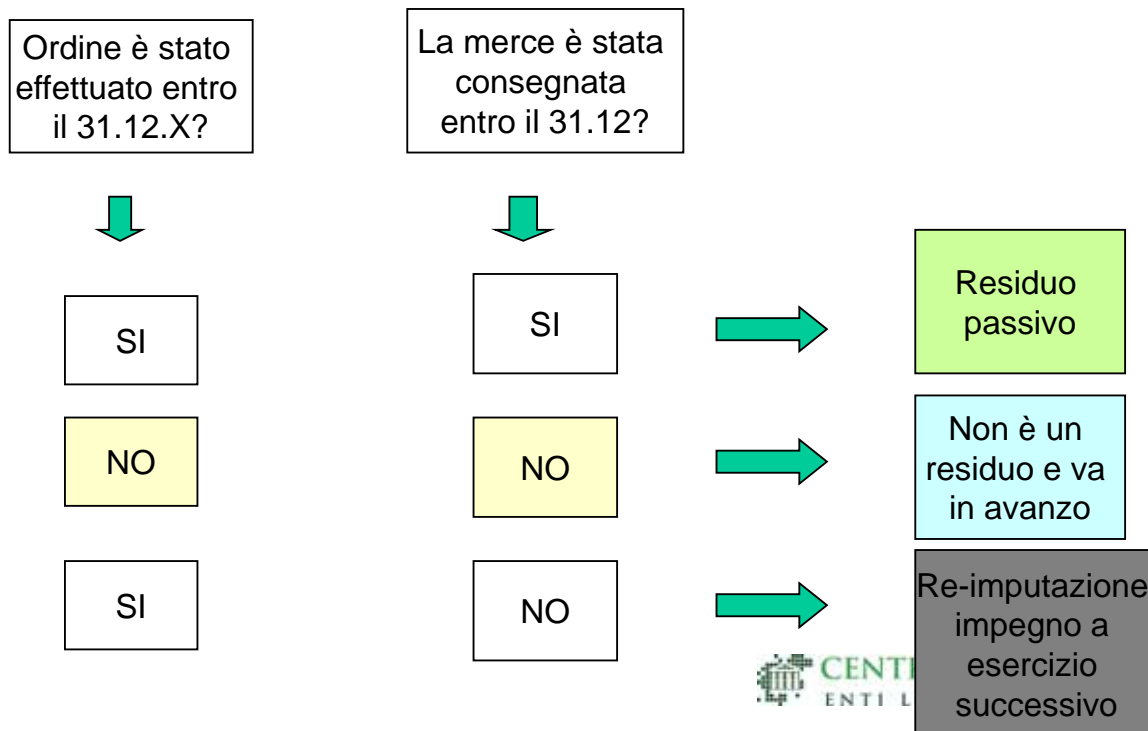 Ordine è stato
effettuato entro
il 31.12.X?
La merce è stata
consegnata
entro il 31.12?
SI
SI
Residuo
passivo
NO
NO
Non è un
residuo e va
in avanzo
SI
NO
Re-imputazione
impegno a
esercizio
successivo
ENTI